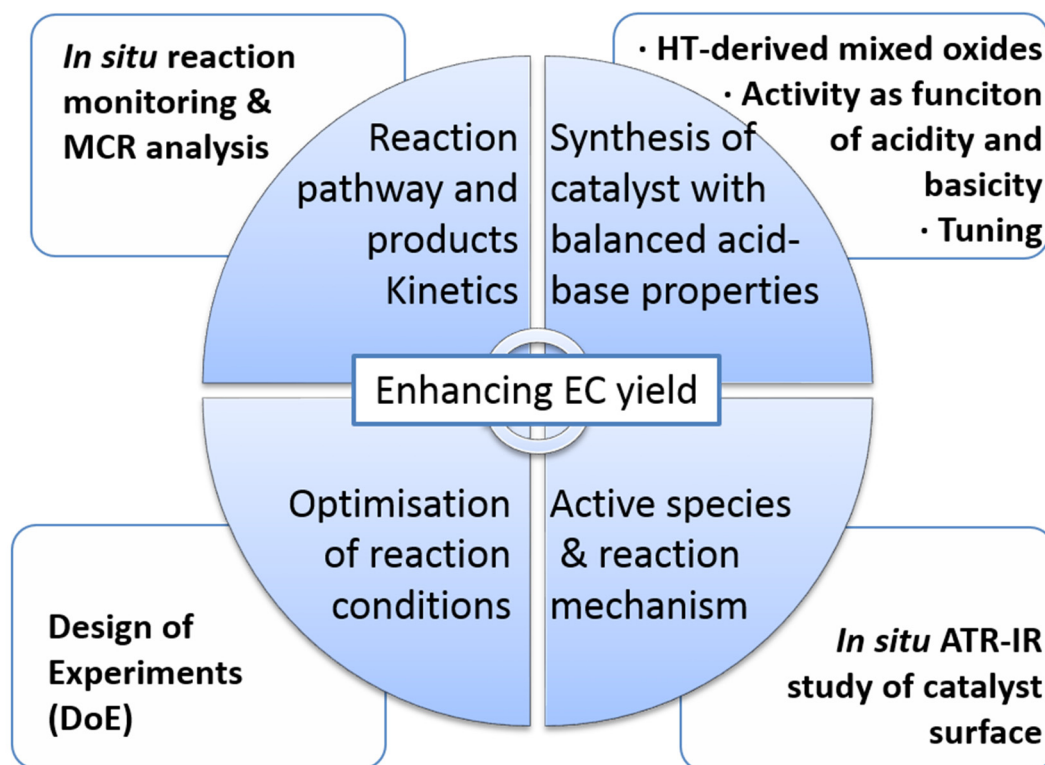 In situ reaction
monitoring &
MCR analysis
· HT-derived mixed oxides
· Activity as funciton
of acidity and
basicity
· Tuning
Reaction
pathway and
products
Kinetics
Synthesis of
catalyst with
balanced acid-
base properties
Enhancing EC yield
Optimisation
of reaction
conditions
Active species
& reaction
mechanism
Design of
Experiments
(DoE)
In situ ATR-IR
study of catalyst
surface